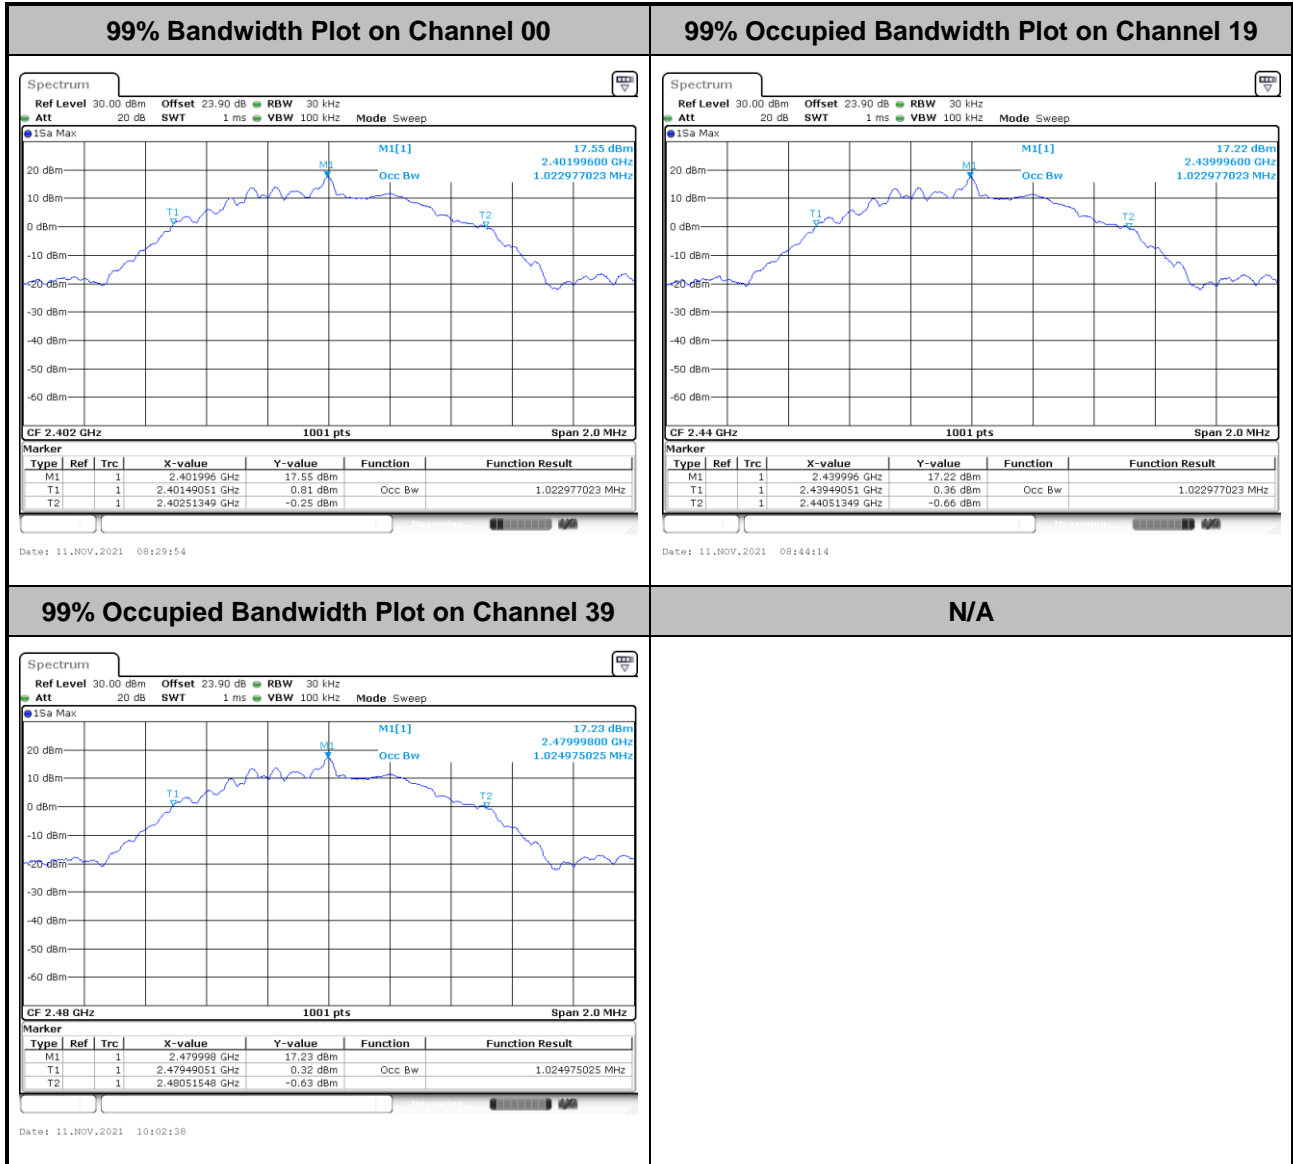 99% Bandwidth Plot on Channel 00
Spectrum
Ref Level 30.00 dBm Offset 23.90 dB RBW 30 kHz
Att 20 dB SWT 1 ms VBW 100 kHz Mode Sweep
1Sa Max
M1[1] 17.55 dBm
2.40199600 GHz
Occ Bw 1.022977023 MHz
M1
T1
T2
20 dBm
10 dBm
0 dBm
-10 dBm
-20 dBm
-30 dBm
-40 dBm
-50 dBm
-60 dBm
CF 2.402 GHz 1001 pts Span 2.0 MHz
Marker
Type Ref Trc X-value Y-value Function Function Result
M1 1 2.401996 GHz 17.55 dBm
T1 1 2.40149051 GHz 0.81 dBm Occ Bw 1.022977023 MHz
T2 1 2.40251349 GHz -0.25 dBm
Measuring...
Date: 11.NOV.2021 08:29:54
99% Occupied Bandwidth Plot on Channel 19
Spectrum
Ref Level 30.00 dBm Offset 23.90 dB RBW 30 kHz
Att 20 dB SWT 1 ms VBW 100 kHz Mode Sweep
1Sa Max
M1[1] 17.22 dBm
2.43999600 GHz
Occ Bw 1.022977023 MHz
M1
T1
T2
20 dBm
10 dBm
0 dBm
-10 dBm
-20 dBm
-30 dBm
-40 dBm
-50 dBm
-60 dBm
CF 2.44 GHz 1001 pts Span 2.0 MHz
Marker
Type Ref Trc X-value Y-value Function Function Result
M1 1 2.439996 GHz 17.22 dBm
T1 1 2.43949051 GHz 0.36 dBm Occ Bw 1.022977023 MHz
T2 1 2.44051349 GHz -0.66 dBm
Measuring...
Date: 11.NOV.2021 08:44:14
99% Occupied Bandwidth Plot on Channel 39
Spectrum
Ref Level 30.00 dBm Offset 23.90 dB RBW 30 kHz
Att 20 dB SWT 1 ms VBW 100 kHz Mode Sweep
1Sa Max
M1[1] 17.23 dBm
2.47999800 GHz
Occ Bw 1.024975025 MHz
M1
T1
T2
20 dBm
10 dBm
0 dBm
-10 dBm
-20 dBm
-30 dBm
-40 dBm
-50 dBm
-60 dBm
CF 2.48 GHz 1001 pts Span 2.0 MHz
Marker
Type Ref Trc X-value Y-value Function Function Result
M1 1 2.479998 GHz 17.23 dBm
T1 1 2.47949051 GHz 0.32 dBm Occ Bw 1.024975025 MHz
T2 1 2.48051548 GHz -0.63 dBm
Measuring...
Date: 11.NOV.2021 10:02:38
N/A